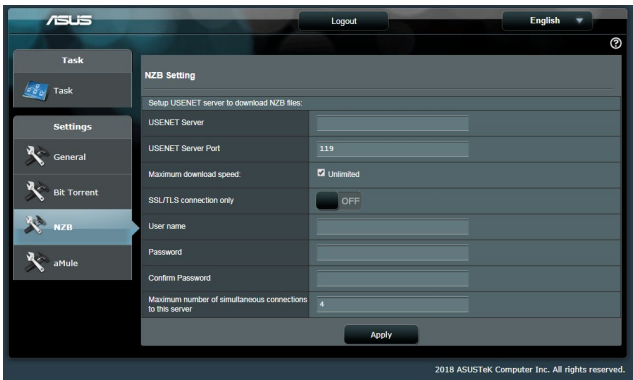 ASUS
Logout
English
?
Task
Task
Settings
General
Bit Torrent
NZB
aMule
NZB Setting
Setup USENET server to download NZB files:
USENET Server
USENET Server Port 119
Maximum download speed: Unlimited
SSL/TLS connection only OFF
User name
Password
Confirm Password
Maximum number of simultaneous connections
to this server 4
Apply
2018 ASUSTeK Computer Inc. All rights reserved.